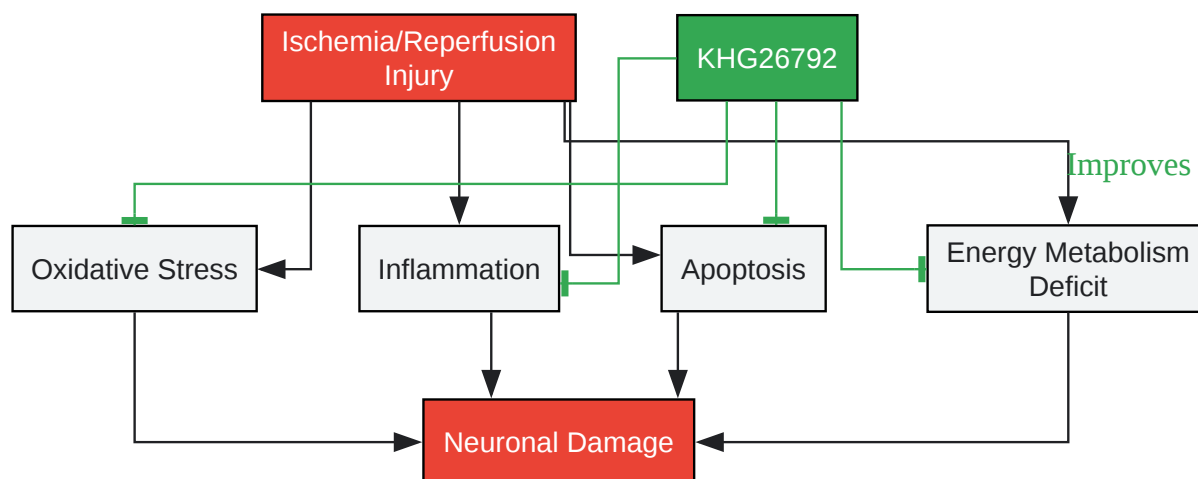 Ischemia/Reperfusion
Injury
KHG26792
Improves
Oxidative Stress
Inflammation
Apoptosis
Energy Metabolism
Deficit
Neuronal Damage